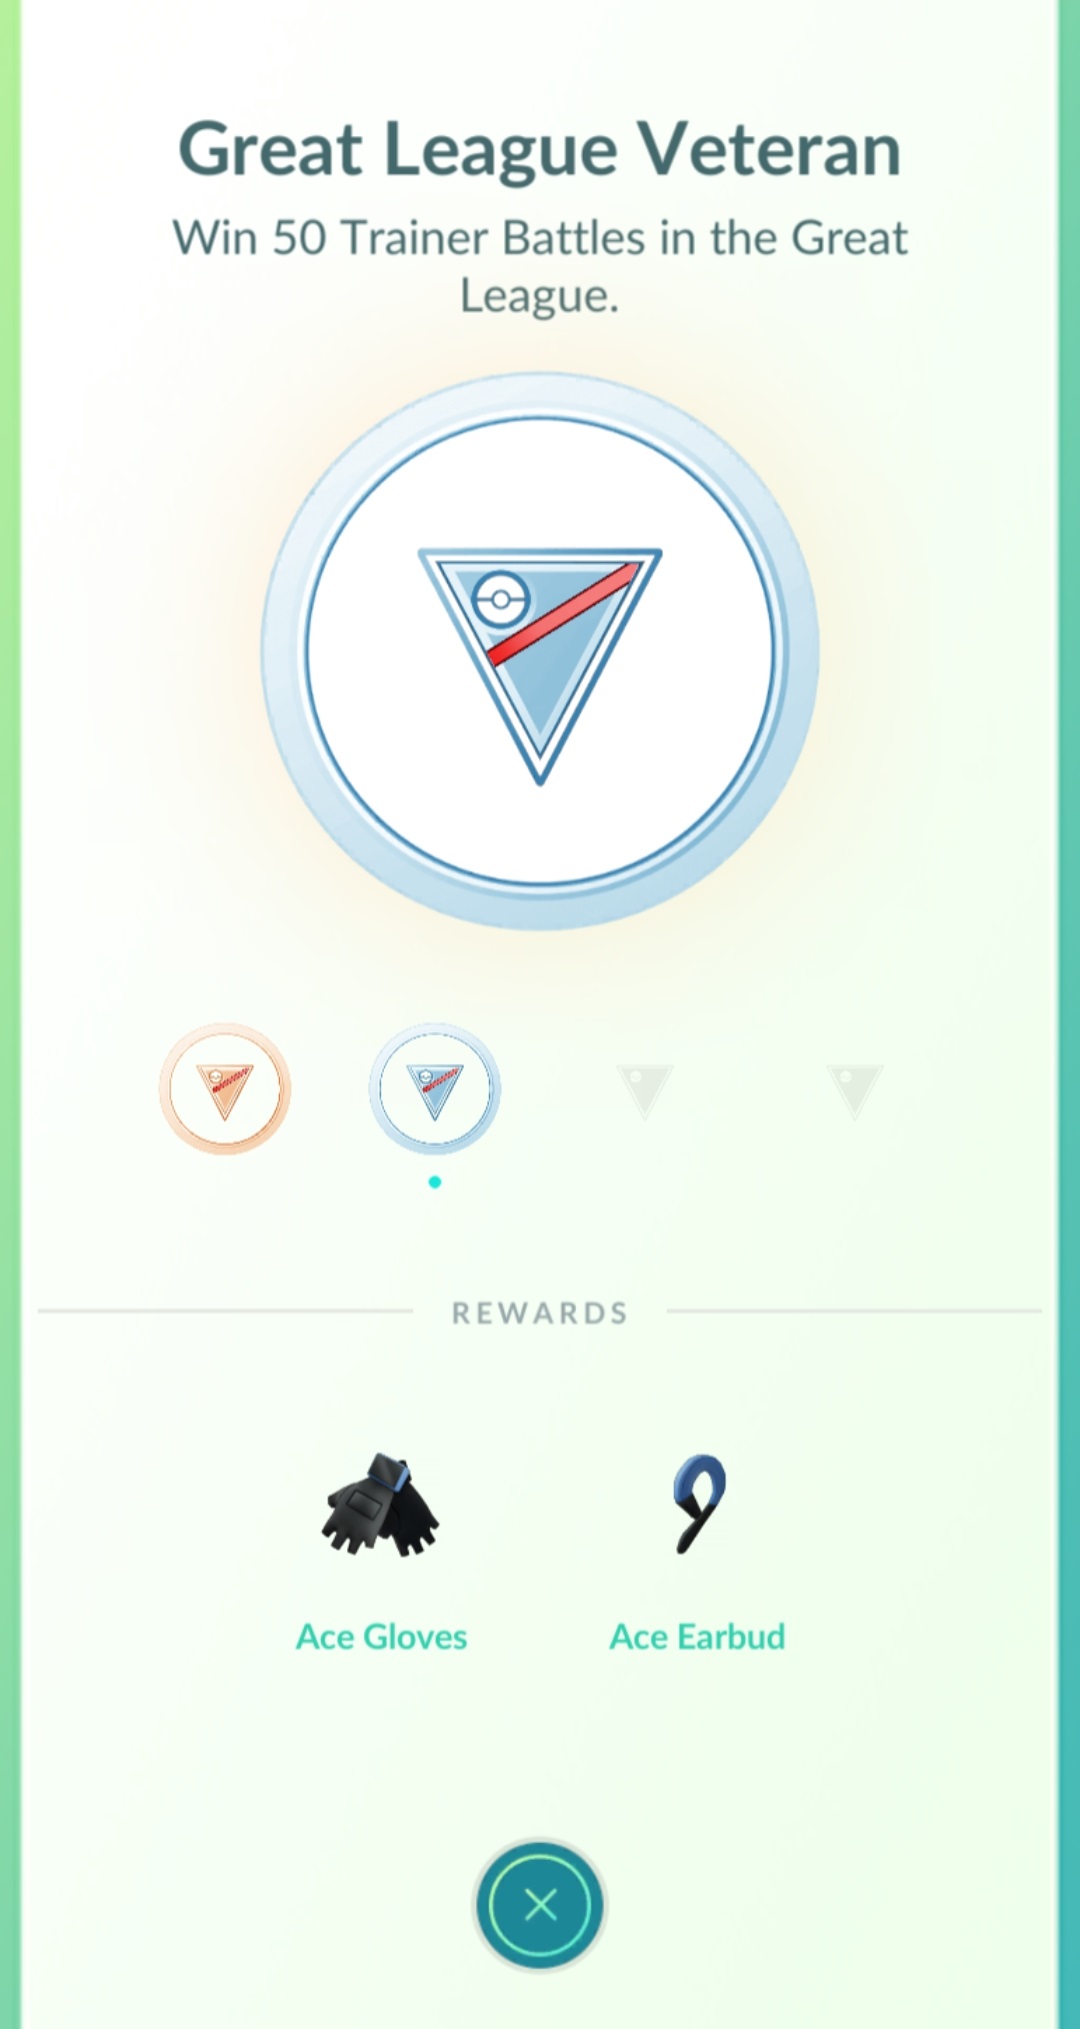 Great League Veteran
Win 50 Trainer Battles in the Great
League.
REWARDS
Ace Gloves
Ace Earbud